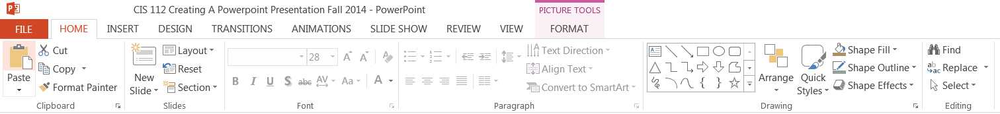 CIS 112 Creating A Powerpoint Presentation Fall 2014 - PowerPoint
PICTURE TOOLS
FILE HOME INSERT DESIGN TRANSITIONS ANIMATIONS SLIDE SHOW REVIEW VIEW FORMAT
Paste
Cut
Copy
Format Painter
Clipboard
New
Slide
Layout
Reset
Section
Slides
28
B I U S abc AV Aa A
Font
Text Direction
Align Text
Convert to SmartArt
Paragraph
Arrange
Quick
Styles
Shape Fill
Shape Outline
Shape Effects
Drawing
Find
Replace
Select
Editing